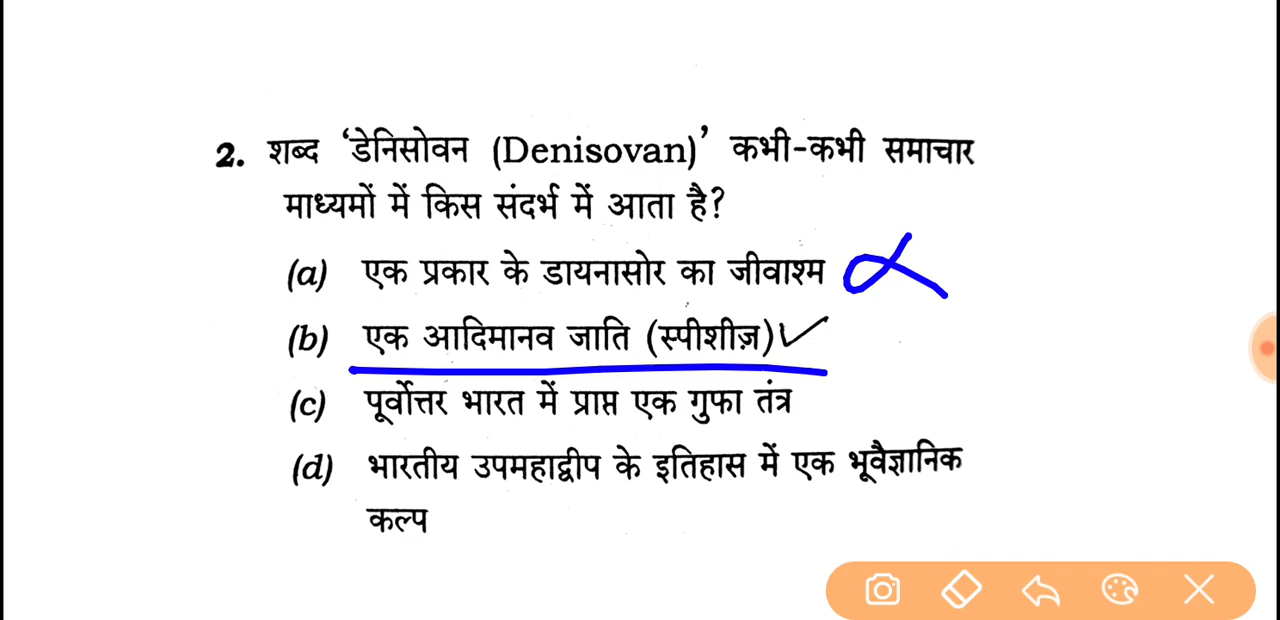 2. शब्द ‘डेनिसोवन (Denisovan)’ कभी-कभी समाचार
माध्यमों में किस संदर्भ में आता है?
(a) एक प्रकार के डायनासोर का जीवाश्म
(b) एक आदिमानव जाति (स्पीशीज़)
(c) पूर्वोत्तर भारत में प्राप्त एक गुफा तंत्र
(d) भारतीय उपमहाद्वीप के इतिहास में एक भूवैज्ञानिक
कल्प